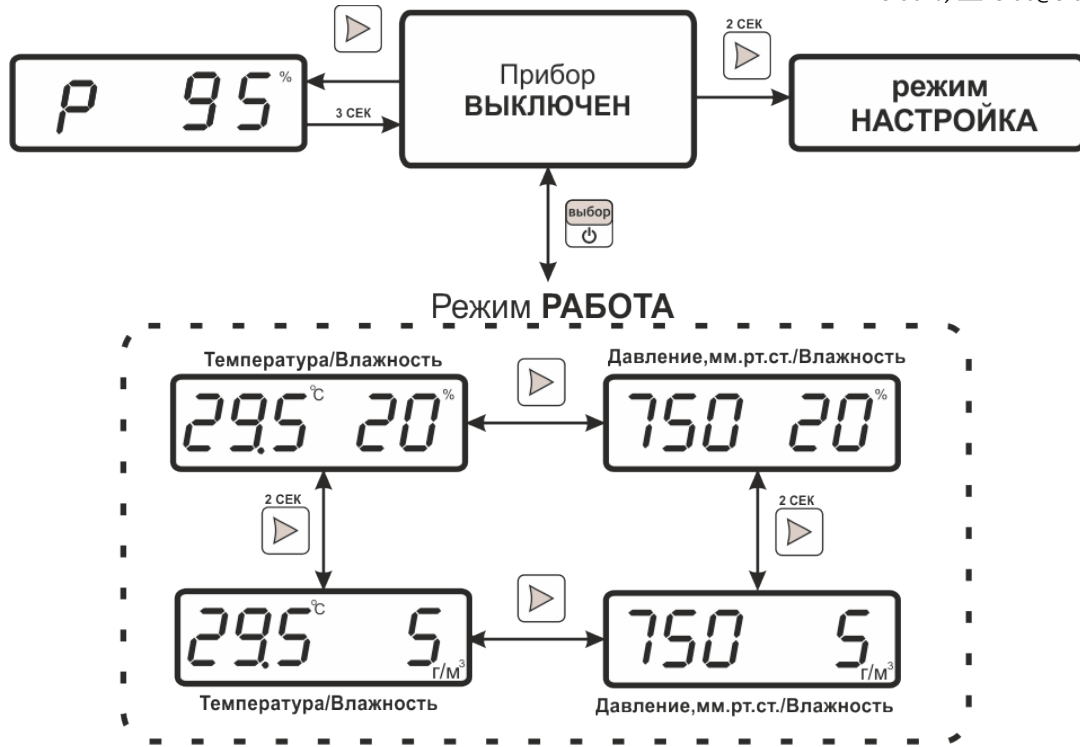 2 СЕК
P 95 %
3 СЕК
Прибор
ВЫКЛЮЧЕН
режим
НАСТРОЙКА
выбор
Режим РАБОТА
Температура/Влажность
29.5 °C 20 %
Давление,мм.рт.ст./Влажность
750 20 %
2 СЕК
2 СЕК
29.5 °C 5 г/м³
Температура/Влажность
750 5 г/м³
Давление,мм.рт.ст./Влажность